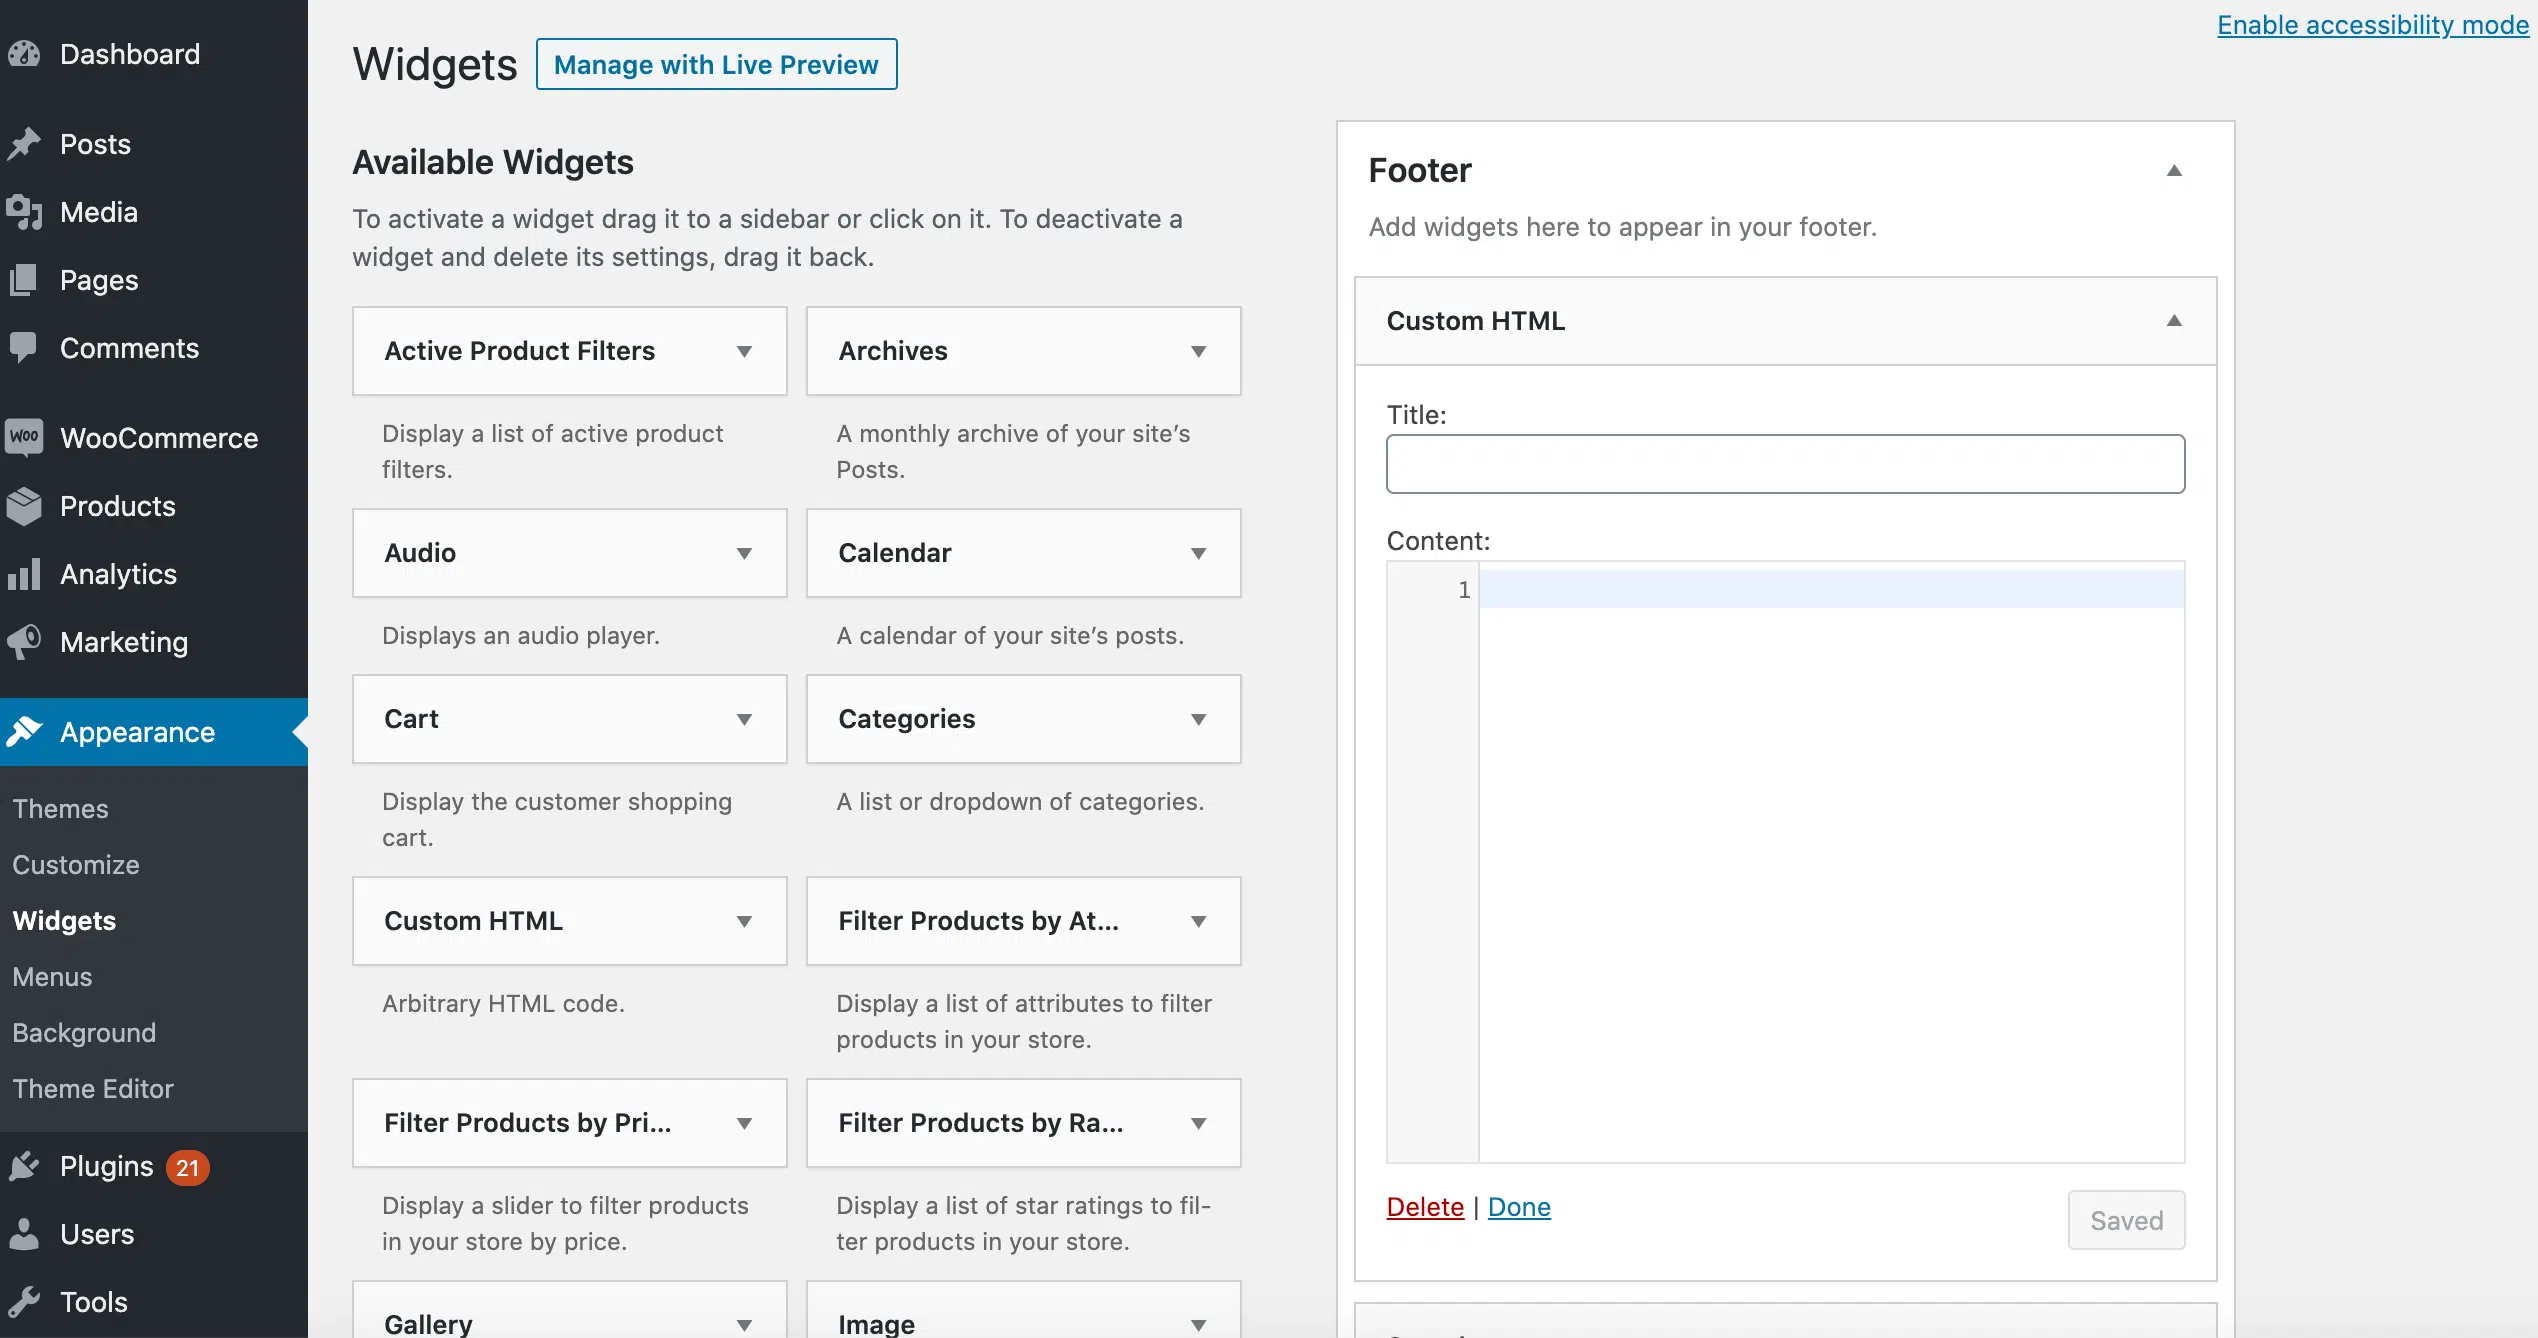 Dashboard
Posts
Media
Pages
Comments
Woo WooCommerce
Products
Analytics
Marketing
Appearance
Themes
Customize
Widgets
Menus
Background
Theme Editor
Plugins 21
Users
Tools
Enable accessibility mode
Widgets Manage with Live Preview
Available Widgets
To activate a widget drag it to a sidebar or click on it. To deactivate a
widget and delete its settings, drag it back.
Active Product Filters
Display a list of active product
filters.
Archives
A monthly archive of your site’s
Posts.
Audio
Displays an audio player.
Calendar
A calendar of your site’s posts.
Cart
Display the customer shopping
cart.
Categories
A list or dropdown of categories.
Custom HTML
Arbitrary HTML code.
Filter Products by At...
Display a list of attributes to filter
products in your store.
Filter Products by Pri...
Display a slider to filter products
in your store by price.
Filter Products by Ra...
Display a list of star ratings to fil-
ter products in your store.
Gallery
Image
Footer
Add widgets here to appear in your footer.
Custom HTML
Title:
Content:
1
Delete | Done
Saved